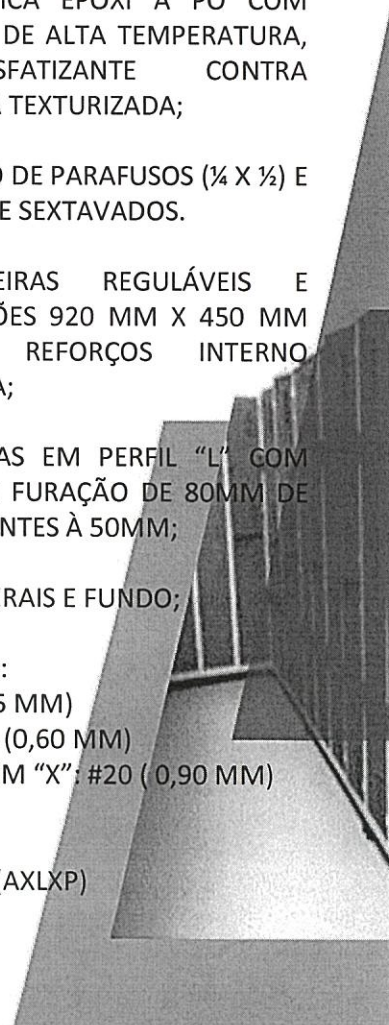 ICA EPÓXI A PÓ COM
DE ALTA TEMPERATURA,
SFATIZANTE CONTRA
TEXTURIZADA;
DE PARAFUSOS (¼ X ½) E
E SEXTAVADOS.
EIRAS REGULÁVEIS E
ÕES 920 MM X 450 MM
REFORÇOS INTERNO
A;
AS EM PERFIL “L” COM
FURAÇÃO DE 80MM DE
NTES À 50MM;
ERAIS E FUNDO;
:
5 MM)
(0,60 MM)
M “X”: #20 ( 0,90 MM)
(AXLXP)